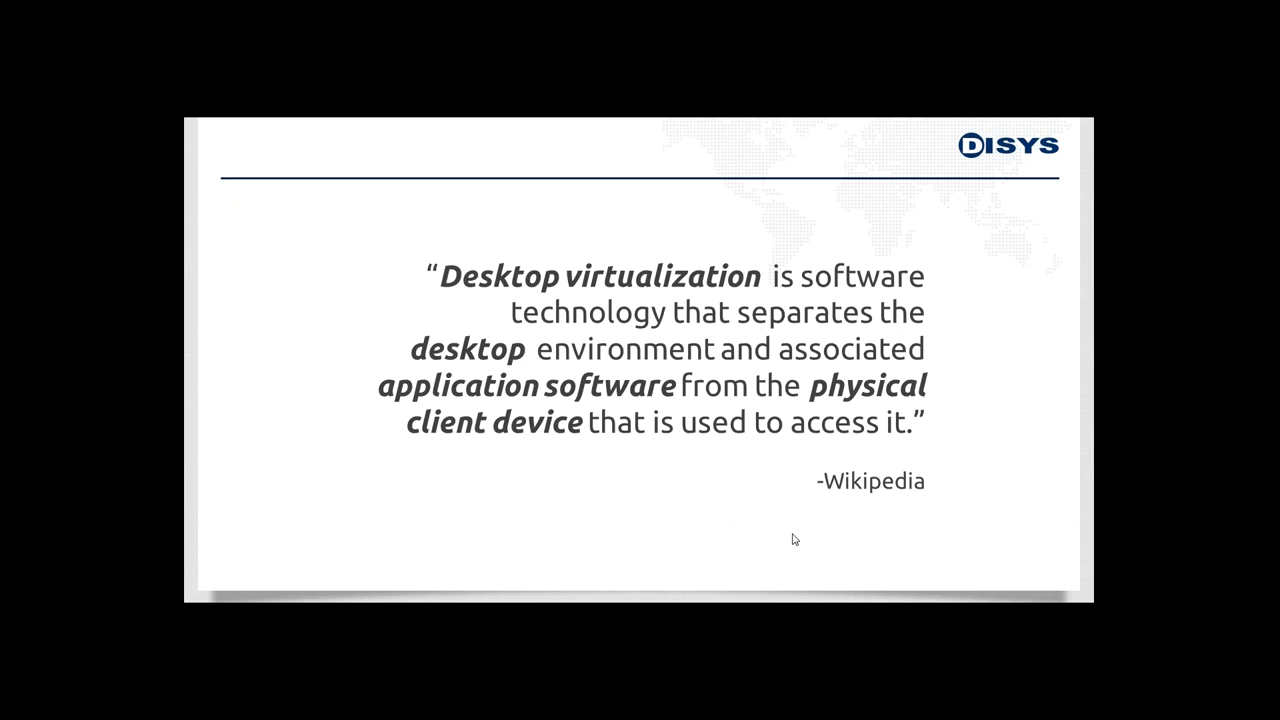 DISYS
“Desktop virtualization is software
technology that separates the
desktop environment and associated
application software from the physical
client device that is used to access it.”
-Wikipedia